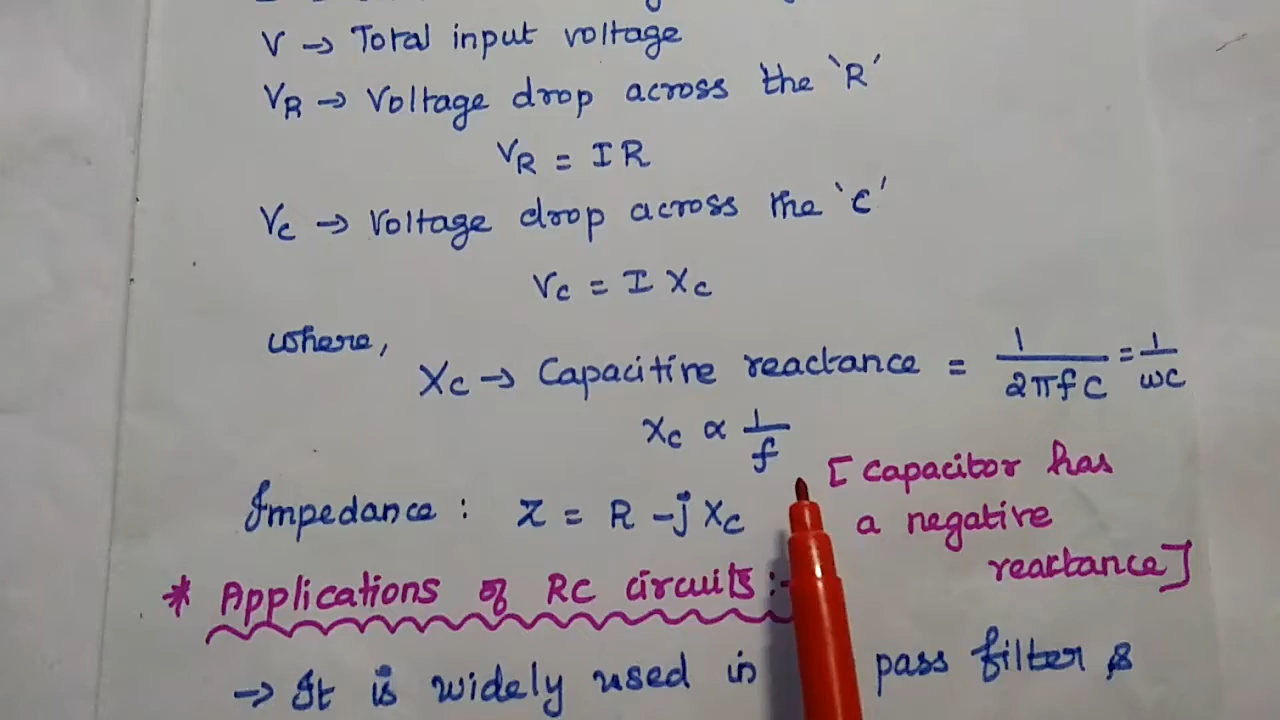 V → Total input voltage
VR → Voltage drop across the 'R'
VR = IR
Vc → Voltage drop across the 'C'
Vc = I Xc
where,
Xc → Capacitive reactance = 1/2πfC = 1/ωC
Xc ∝ 1/f
Impedance : Z = R - j Xc
[ Capacitor has
a negative
reactance ]
* Applications of RC circuits :-
→ It is widely used in pass filter &